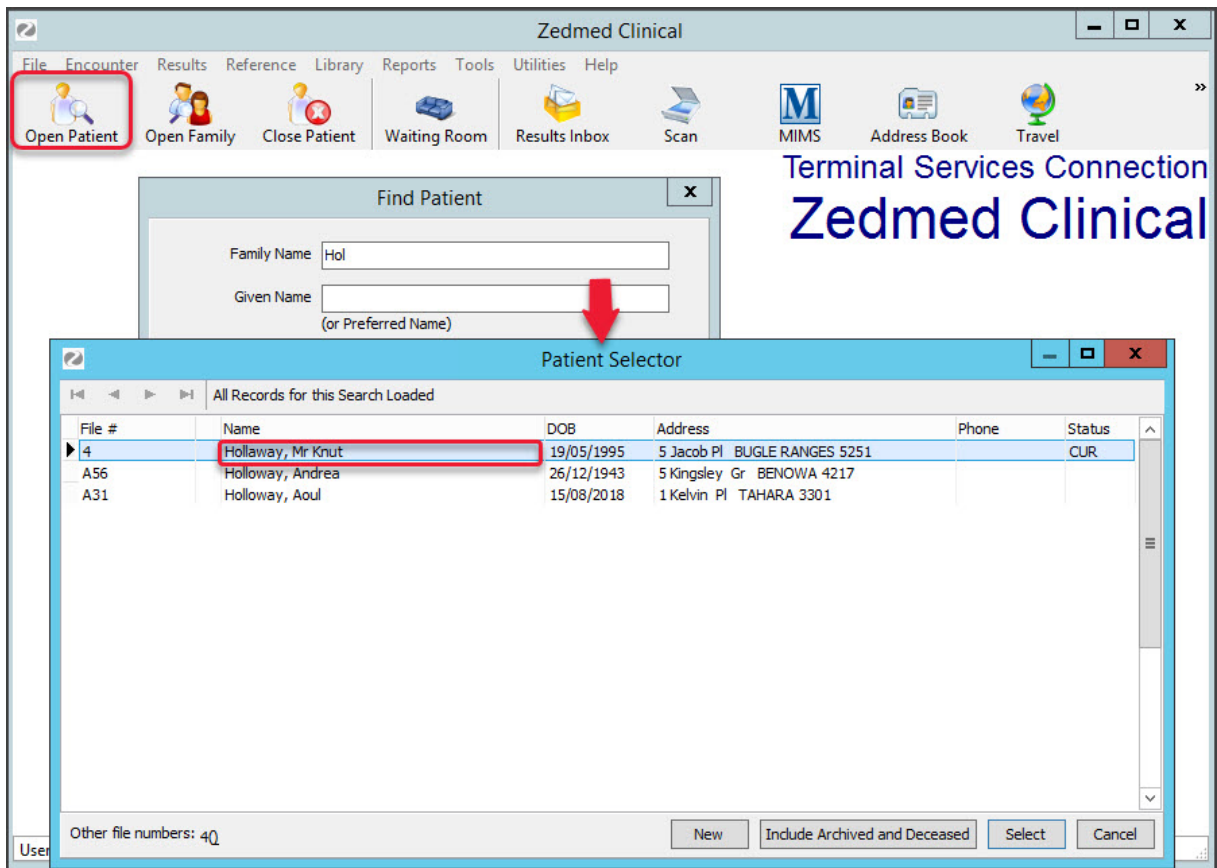 Zedmed Clinical
File Encounter Results Reference Library Reports Tools Utilities Help
Open Patient Open Family Close Patient Waiting Room Results Inbox Scan MIMS Address Book Travel
Terminal Services Connection
Zedmed Clinical
Find Patient
Family Name Hol
Given Name
(or Preferred Name)
Patient Selector
All Records for this Search Loaded
File # Name DOB Address Phone Status
4 Hollaway, Mr Knut 19/05/1995 5 Jacob Pl BUGLE RANGES 5251 CUR
A56 Holloway, Andrea 26/12/1943 5 Kingsley Gr BENOWA 4217
A31 Holloway, Aoul 15/08/2018 1 Kelvin Pl TAHARA 3301
Other file numbers: 40 New Include Archived and Deceased Select Cancel
User